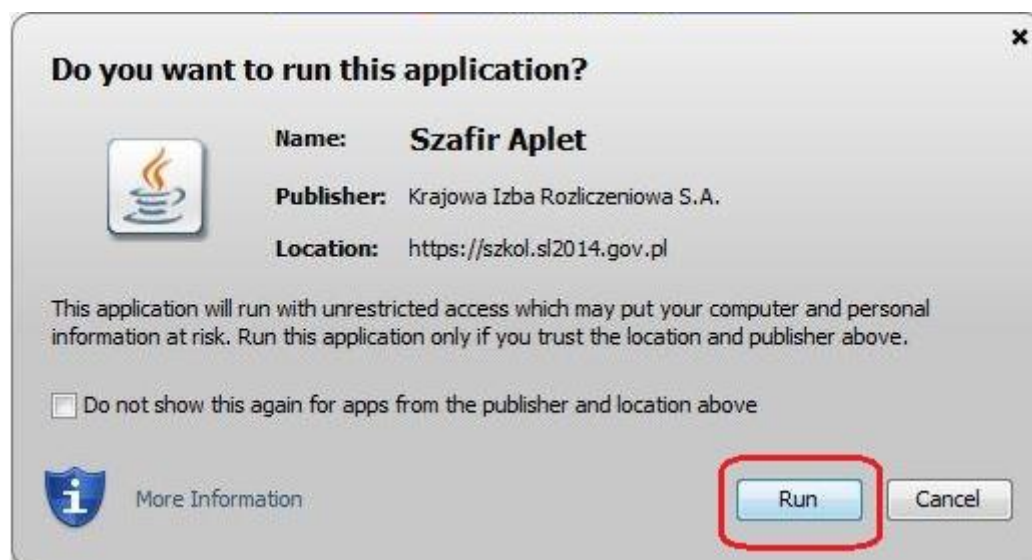 Do you want to run this application?
Name: Szafir Aplet
Publisher: Krajowa Izba Rozliczeniowa S.A.
Location: https://szkol.sl2014.gov.pl
This application will run with unrestricted access which may put your computer and personal
information at risk. Run this application only if you trust the location and publisher above.
Do not show this again for apps from the publisher and location above
More Information
Run
Cancel